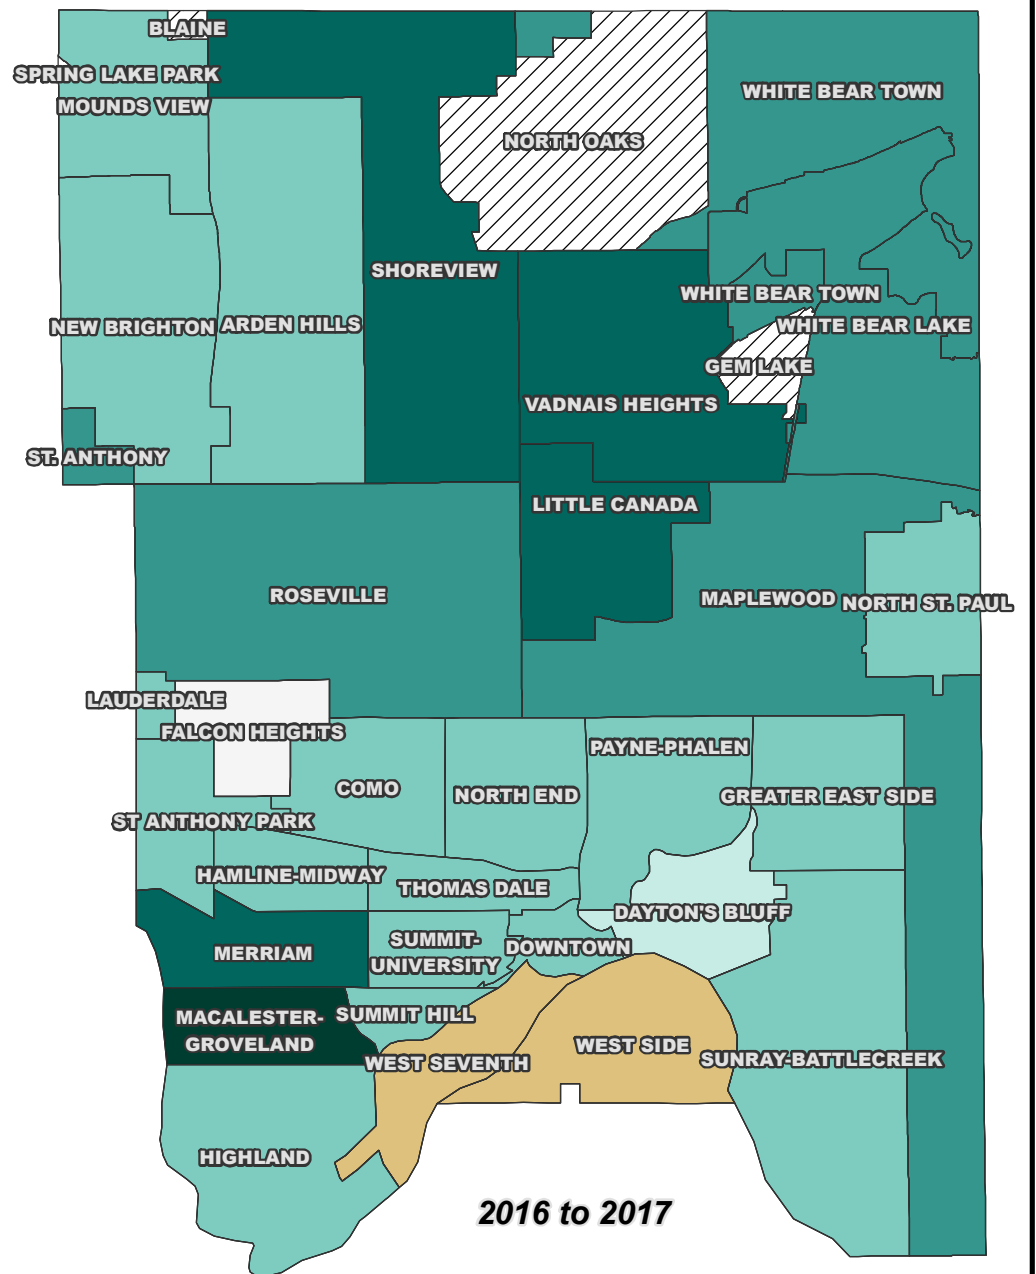 BLAINE
SPRING LAKE PARK
MOUNDS VIEW
WHITE BEAR TOWN
NORTH OAKS
SHOREVIEW
WHITE BEAR TOWN
NEW BRIGHTON
ARDEN HILLS
WHITE BEAR LAKE
GEM LAKE
VADNAIS HEIGHTS
ST. ANTHONY
LITTLE CANADA
ROSEVILLE
MAPLEWOOD
NORTH ST. PAUL
LAUDERDALE
FALCON HEIGHTS
PAYNE-PHALEN
COMO
NORTH END
GREATER EAST SIDE
ST ANTHONY PARK
HAMLINE-MIDWAY
THOMAS DALE
DAYTON'S BLUFF
MERRIAM
SUMMIT-
UNIVERSITY
DOWNTOWN
MACALESTER-
GROVELAND
SUMMIT HILL
WEST SEVENTH
WEST SIDE
SUNRAY-BATTLECREEK
HIGHLAND
2016 to 2017